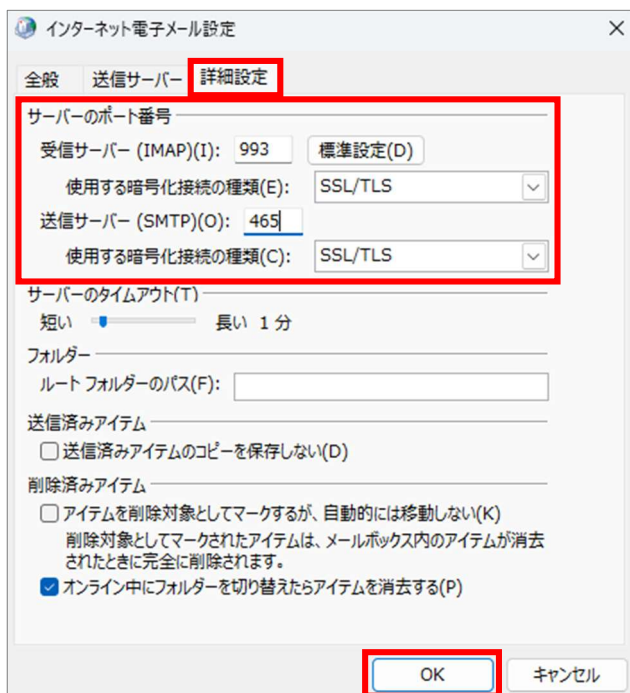 インターネット電子メール設定
全般 送信サーバー 詳細設定
サーバーのポート番号
受信サーバー (IMAP)(I): 993 標準設定(D)
使用する暗号化接続の種類(E): SSL/TLS
送信サーバー (SMTP)(O): 465
使用する暗号化接続の種類(C): SSL/TLS
サーバーのタイムアウト(T)
短い 長い 1 分
フォルダー
ルート フォルダーのパス(F):
送信済みアイテム
送信済みアイテムのコピーを保存しない(D)
削除済みアイテム
アイテムを削除対象としてマークするが、自動的には移動しない(K)
削除対象としてマークされたアイテムは、メールボックス内のアイテムが消去
されたときに完全に削除されます。
オンライン中にフォルダーを切り替えたらアイテムを消去する(P)
OK キャンセル